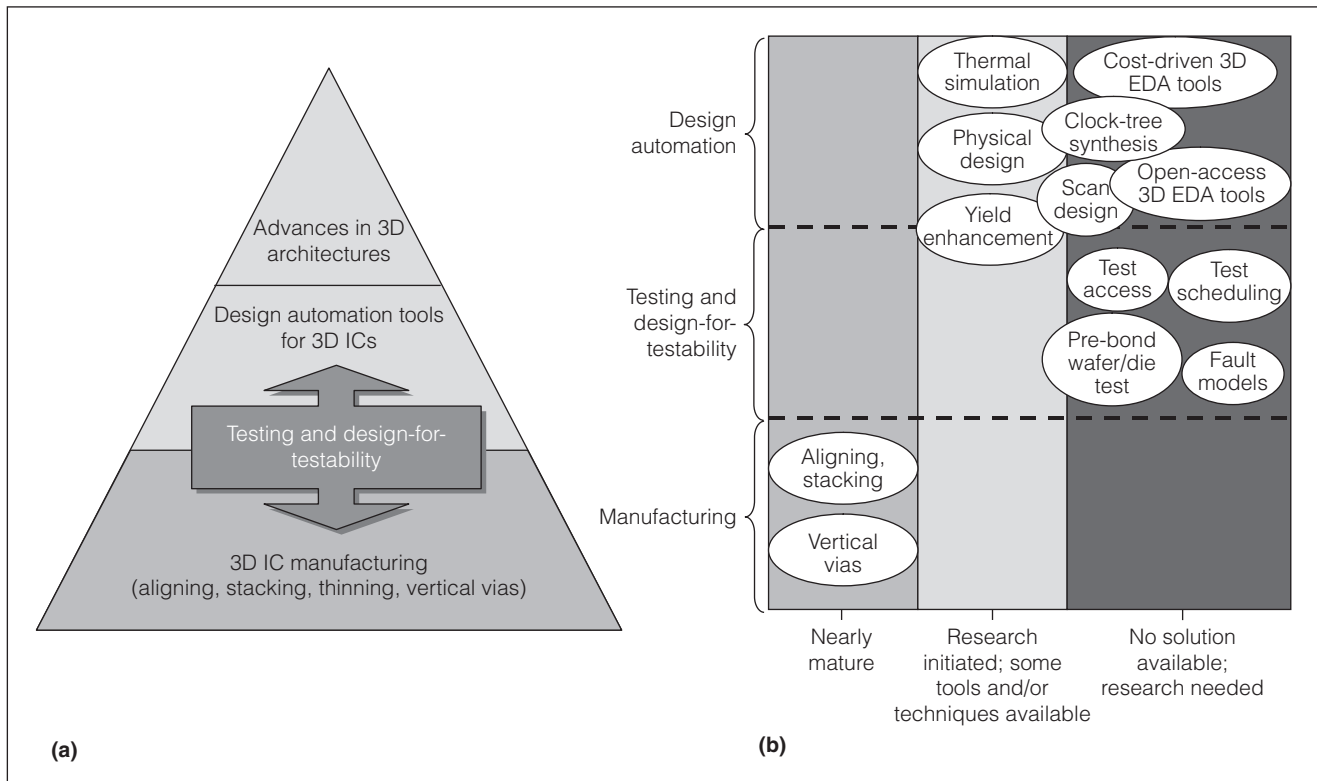 Advances in 3D
architectures
Design automation tools
for 3D ICs
Testing and design-for-
testability
3D IC manufacturing
(aligning, stacking, thinning, vertical vias)
(a)
Design
automation
Testing and
design-for-
testability
Manufacturing
Thermal
simulation
Cost-driven 3D
EDA tools
Clock-tree
synthesis
Physical
design
Open-access
3D EDA tools
Scan
design
Yield
enhancement
Test
access
Test
scheduling
Pre-bond
wafer/die
test
Fault
models
Aligning,
stacking
Vertical
vias
Nearly
mature
Research
initiated; some
tools and/or
techniques available
No solution
available;
research needed
(b)